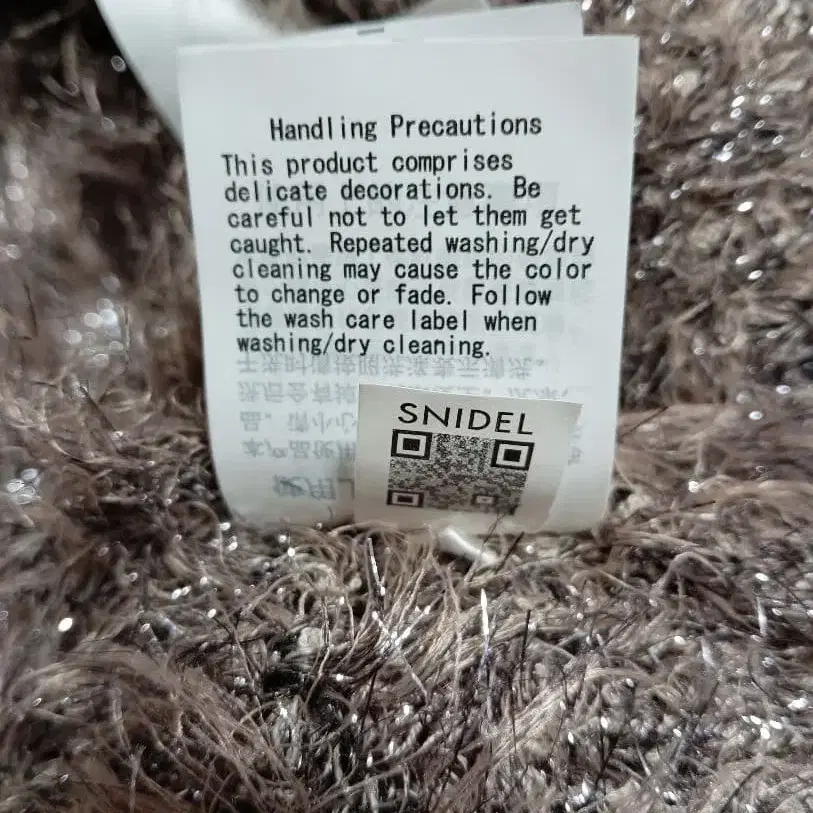 Handling Precautions
This product comprises
delicate decorations. Be
careful not to let them get
caught. Repeated washing/dry
cleaning may cause the color
to change or fade. Follow
the wash care label when
washing/dry cleaning.
SNIDEL